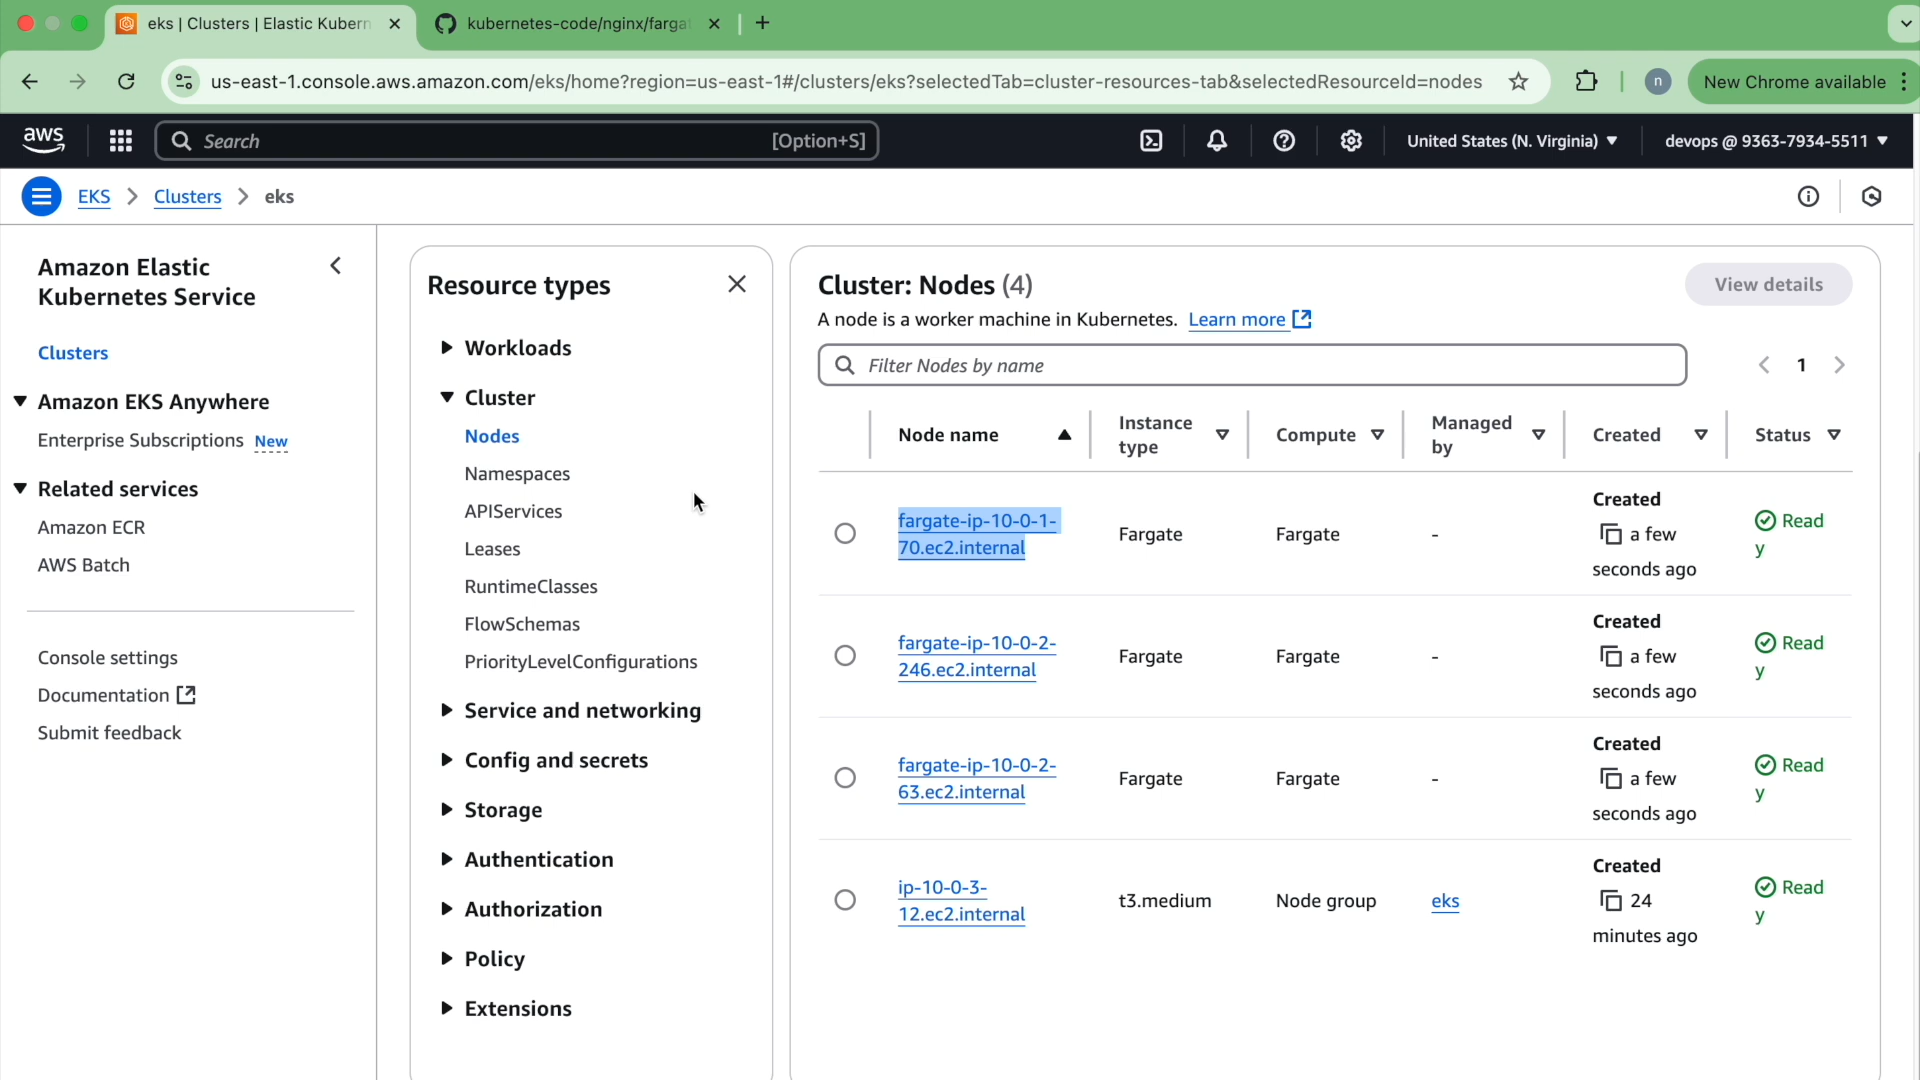 eks | Clusters | Elastic Kubern
kubernetes-code/nginx/fargat
us-east-1.console.aws.amazon.com/eks/home?region=us-east-1#/clusters/eks?selectedTab=cluster-resources-tab&selectedResourceId=nodes
n
New Chrome available
aws
Search
[Option+S]
United States (N. Virginia)
devops @ 9363-7934-5511
EKS
Clusters
eks
Amazon Elastic
Kubernetes Service
Clusters
Amazon EKS Anywhere
Enterprise Subscriptions New
Related services
Amazon ECR
AWS Batch
Console settings
Documentation
Submit feedback
Resource types
Workloads
Cluster
Nodes
Namespaces
APIServices
Leases
RuntimeClasses
FlowSchemas
PriorityLevelConfigurations
Service and networking
Config and secrets
Storage
Authentication
Authorization
Policy
Extensions
Cluster: Nodes (4)
View details
A node is a worker machine in Kubernetes. Learn more
Filter Nodes by name
1
Node name
Instance
type
Compute
Managed
by
Created
Status
fargate-ip-10-0-1-
70.ec2.internal
Fargate
Fargate
-
Created
a few
seconds ago
Read
y
fargate-ip-10-0-2-
246.ec2.internal
Fargate
Fargate
-
Created
a few
seconds ago
Read
y
fargate-ip-10-0-2-
63.ec2.internal
Fargate
Fargate
-
Created
a few
seconds ago
Read
y
ip-10-0-3-
12.ec2.internal
t3.medium
Node group
eks
Created
24
minutes ago
Read
y